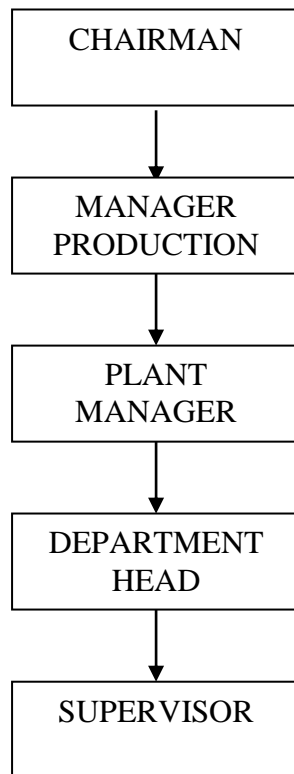 CHAIRMAN
MANAGER
PRODUCTION
PLANT
MANAGER
DEPARTMENT
HEAD
SUPERVISOR